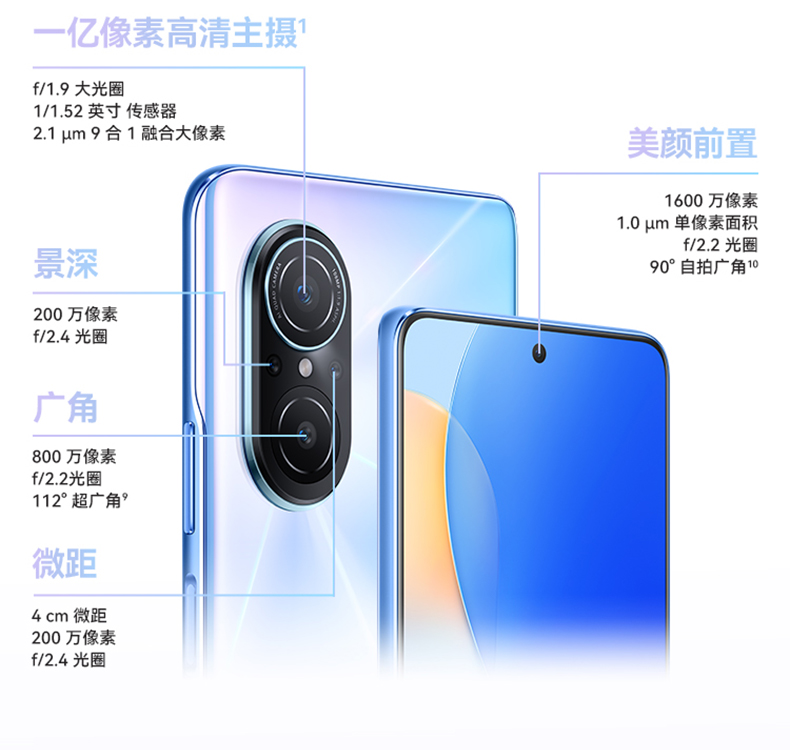 一亿像素高清主摄¹
f/1.9 大光圈
1/1.52 英寸 传感器
2.1 μm 9 合 1 融合大像素
美颜前置
1600 万像素
1.0 μm 单像素面积
f/2.2 光圈
90° 自拍广角¹⁰
景深
200 万像素
f/2.4 光圈
广角
800 万像素
f/2.2光圈
112° 超广角⁹
微距
4 cm 微距
200 万像素
f/2.4 光圈